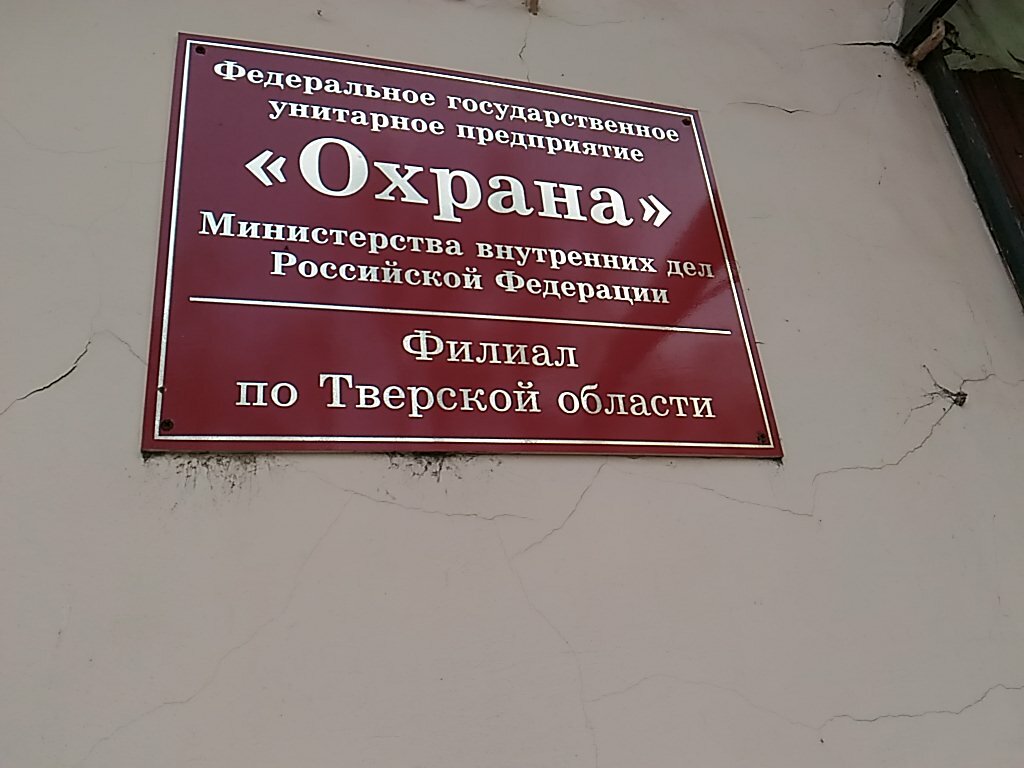 Федеральное государственное
унитарное предприятие
«Охрана»
Министерства внутренних дел
Российской Федерации
Филиал
по Тверской области